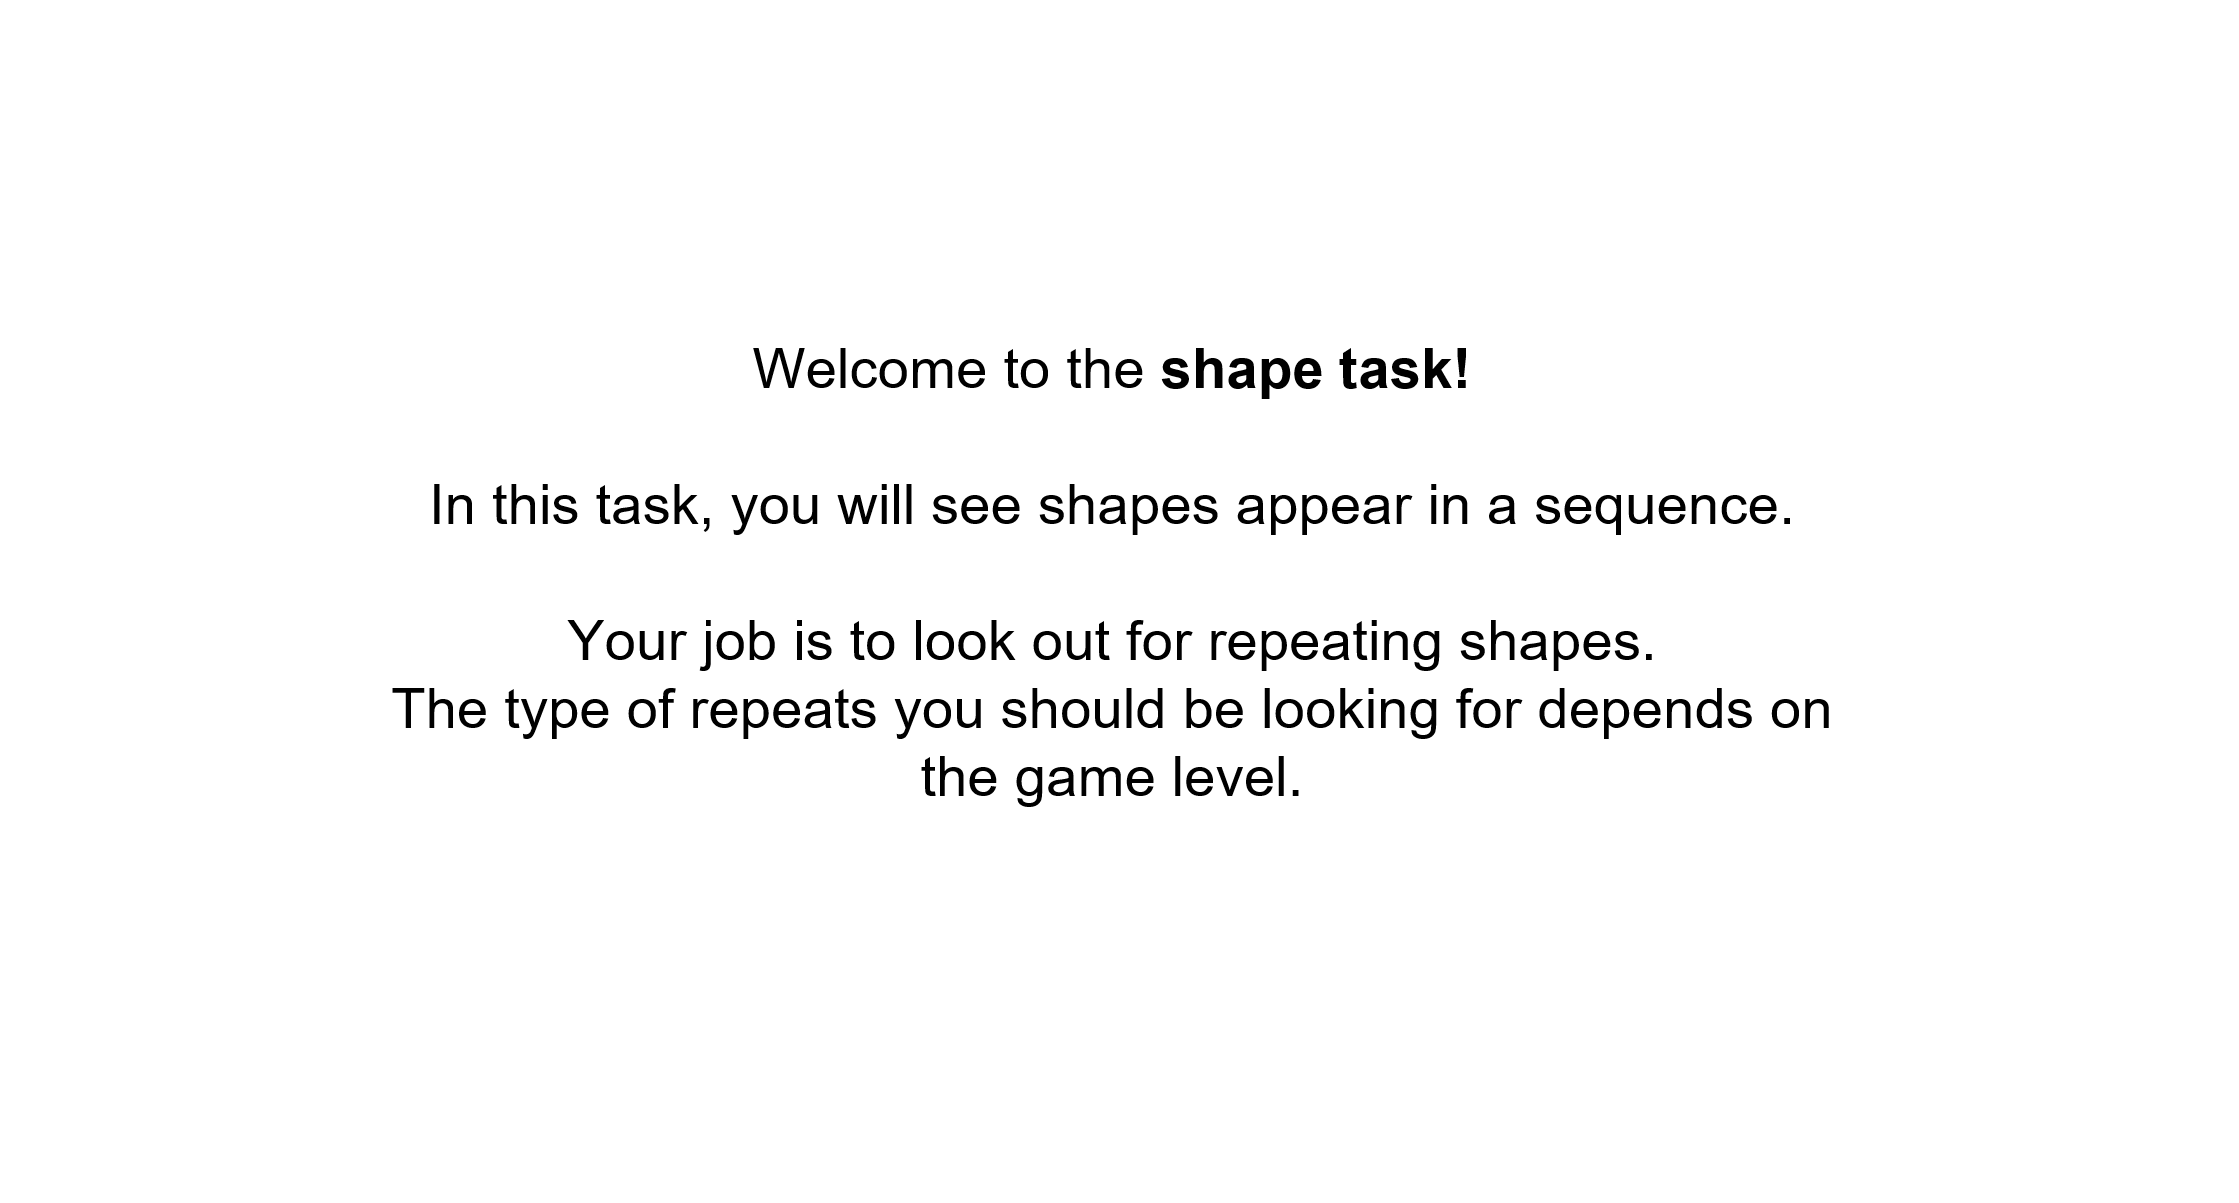 Welcome to the shape task!
In this task, you will see shapes appear in a sequence.
Your job is to look out for repeating shapes.
The type of repeats you should be looking for depends on
the game level.